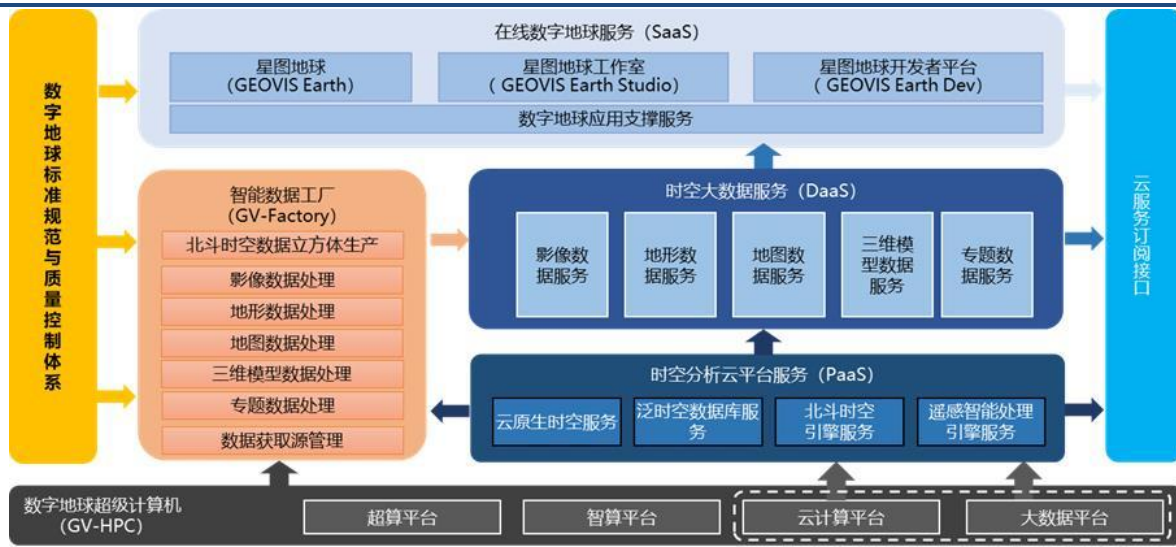 数字地球标准规范与质量控制体系
在线数字地球服务（SaaS）
星图地球
（GEOVIS Earth）
星图地球工作室
（ GEOVIS Earth Studio）
星图地球开发者平台
（ GEOVIS Earth Dev）
数字地球应用支撑服务
智能数据工厂
（GV-Factory）
北斗时空数据立方体生产
影像数据处理
地形数据处理
地图数据处理
三维模型数据处理
专题数据处理
数据获取源管理
时空大数据服务（DaaS）
影像数
据服务
地形数
据服务
地图数
据服务
三维模
型数据
服务
专题数
据服务
时空分析云平台服务（PaaS）
云原生时空服务
泛时空数据库服
务
北斗时空
引擎服务
遥感智能处理
引擎服务
云服务订阅接口
数字地球超级计算机
（GV-HPC）
超算平台
智算平台
云计算平台
大数据平台